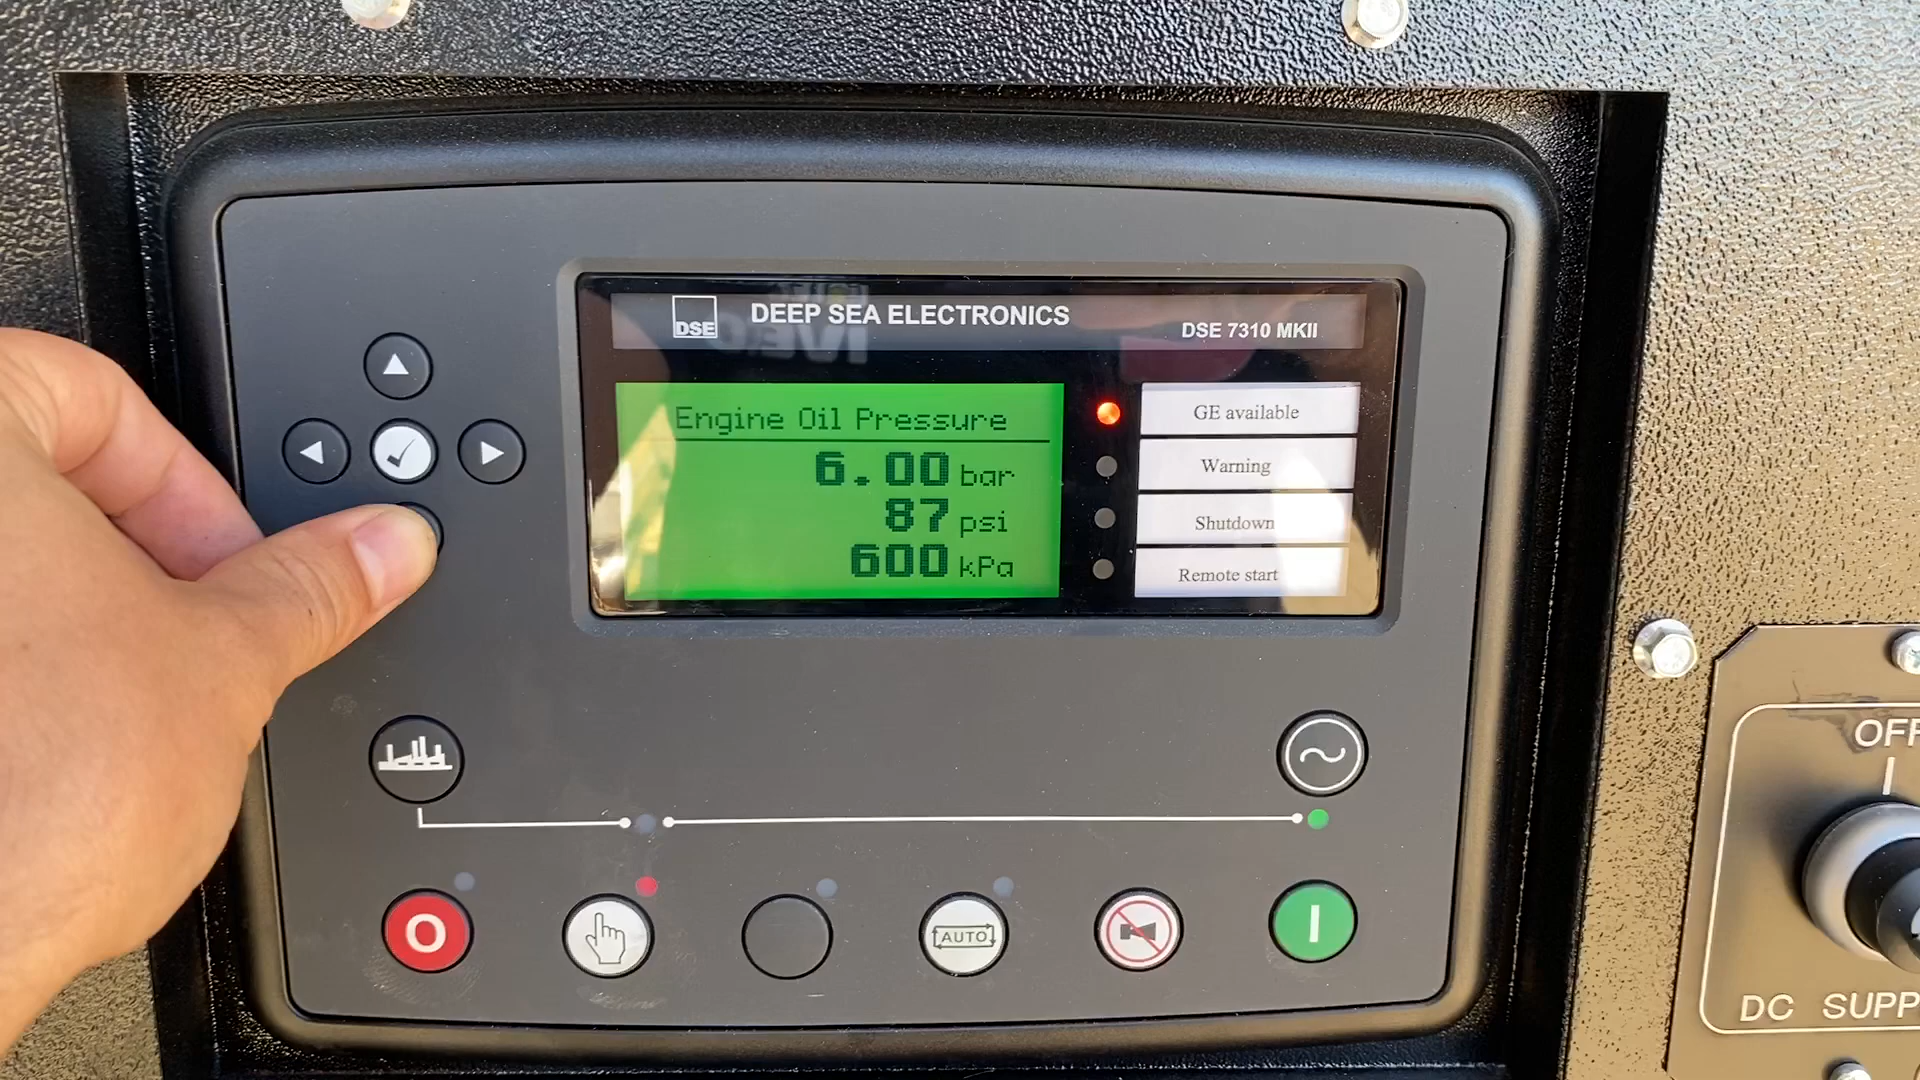 DSE
DEEP SEA ELECTRONICS
DSE 7310 MKII
Engine Oil Pressure
6.00 bar
87 psi
600 kPa
GE available
Warning
Shutdown
Remote start
O
AUTO
I
OFF
DC SUPP